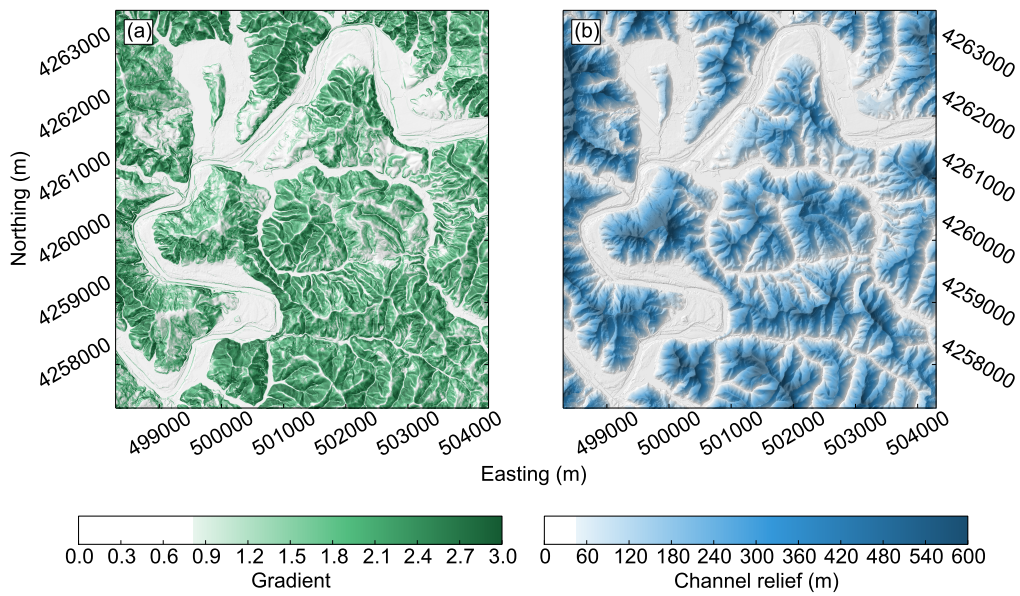 (a)
(b)
Northing (m)
4263000
4262000
4261000
4260000
4259000
4258000
4263000
4262000
4261000
4260000
4259000
4258000
499000 500000 501000 502000 503000 504000
499000 500000 501000 502000 503000 504000
Easting (m)
0.0 0.3 0.6 0.9 1.2 1.5 1.8 2.1 2.4 2.7 3.0
Gradient
0 60 120 180 240 300 360 420 480 540 600
Channel relief (m)